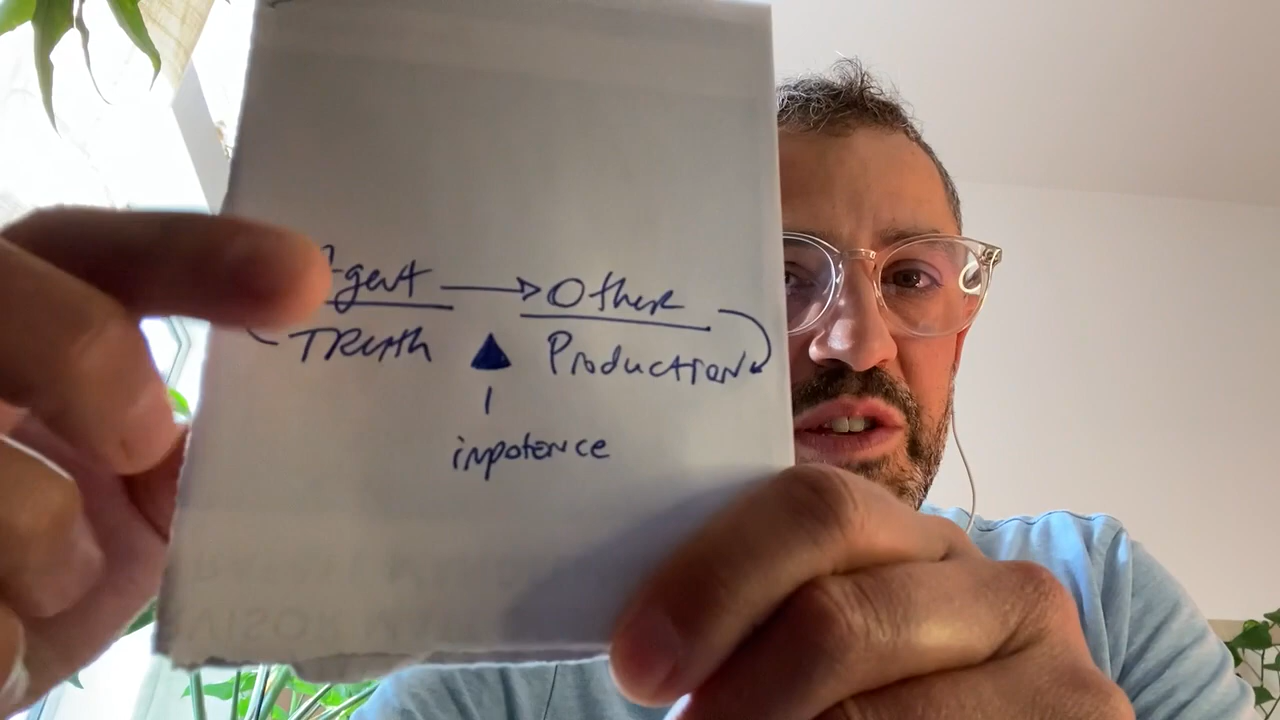 Agent → Other
Truth Production
impotence